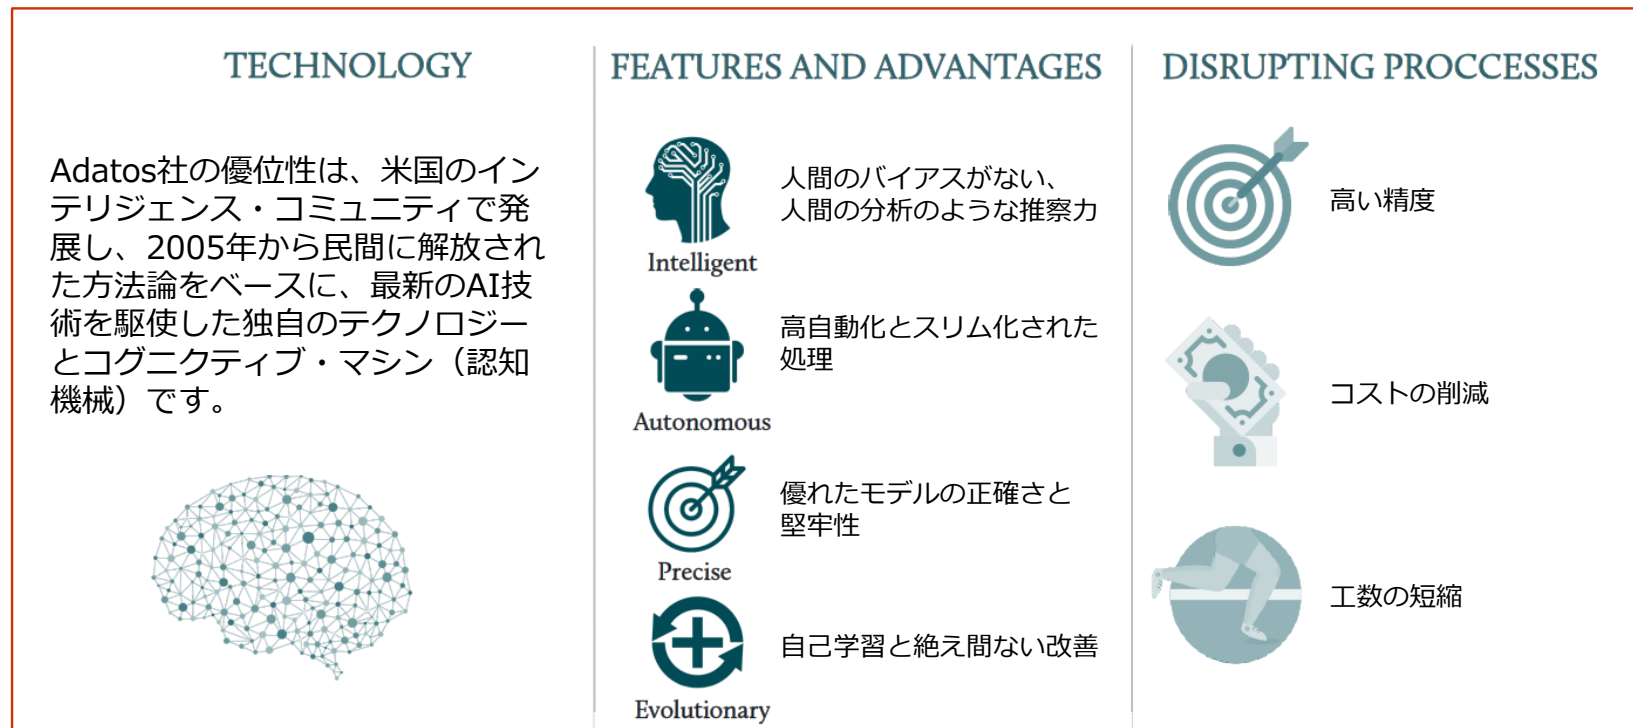 TECHNOLOGY
Adatos社の優位性は、米国のイン
テリジェンス・コミュニティで発
展し、2005年から民間に解放され
た方法論をベースに、最新のAI技
術を駆使した独自のテクノロジー
とコグニクティブ・マシン（認知
機械）です。
FEATURES AND ADVANTAGES
Intelligent
人間のバイアスがない、
人間の分析のような推察力
Autonomous
高自動化とスリム化された
処理
Precise
優れたモデルの正確さと
堅牢性
Evolutionary
自己学習と絶え間ない改善
DISRUPTING PROCCESSES
高い精度
コストの削減
工数の短縮